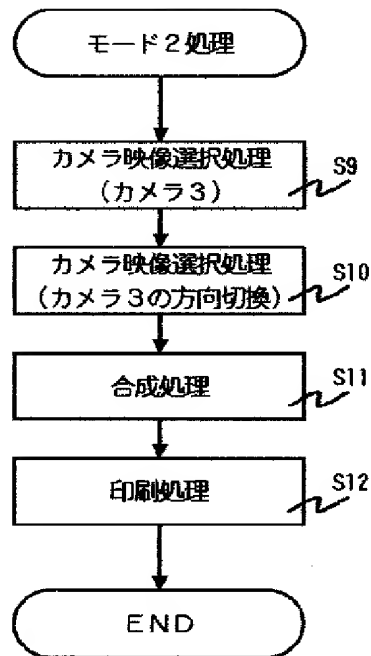 モード2処理
カメラ映像選択処理
(カメラ3)
S9
カメラ映像選択処理
(カメラ3の方向切換)
S10
合成処理
S11
印刷処理
S12
END